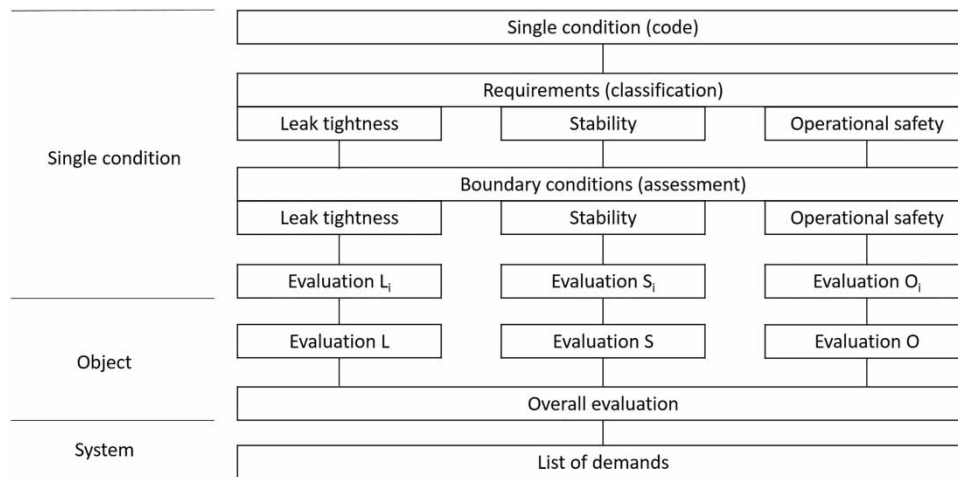 Single condition (code)
Requirements (classification)
Leak tightness Stability Operational safety
Single condition
Boundary conditions (assessment)
Leak tightness Stability Operational safety
Evaluation Li Evaluation Si Evaluation Oi
Evaluation L Evaluation S Evaluation O
Object
Overall evaluation
System
List of demands